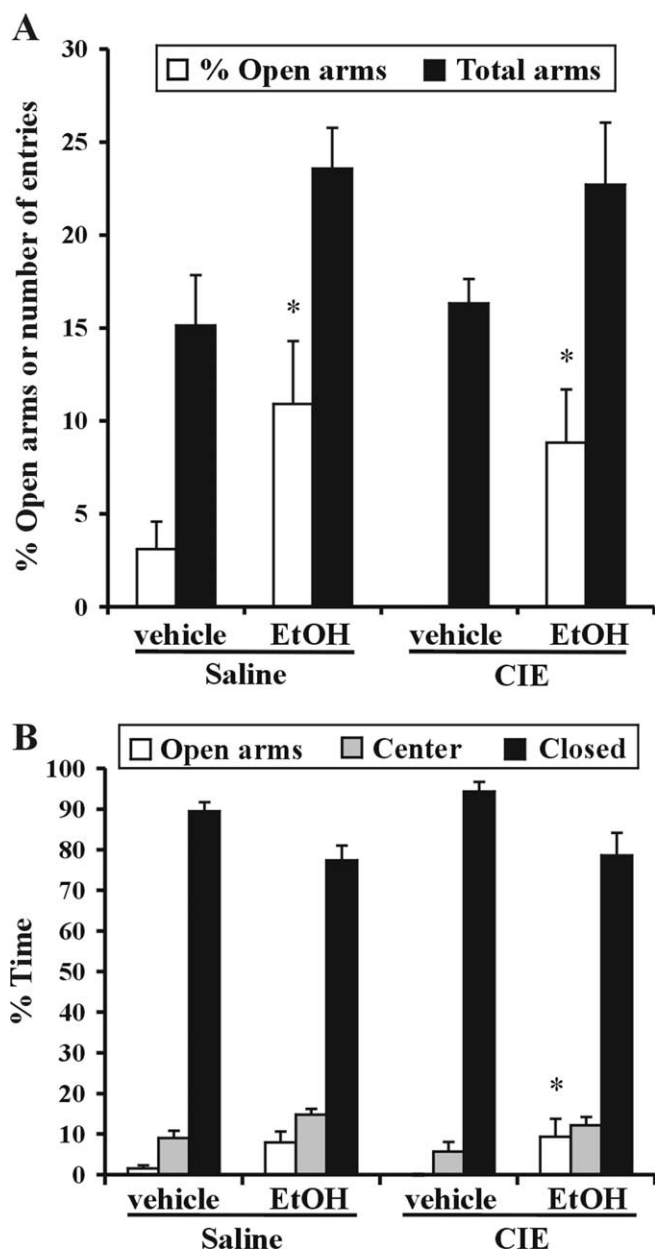 A
% Open arms Total arms
% Open arms or number of entries
30
25
20
15
10
5
0
*
*
vehicle EtOH vehicle EtOH
Saline CIE
B
Open arms Center Closed
% Time
100
90
80
70
60
50
40
30
20
10
0
*
vehicle EtOH vehicle EtOH
Saline CIE